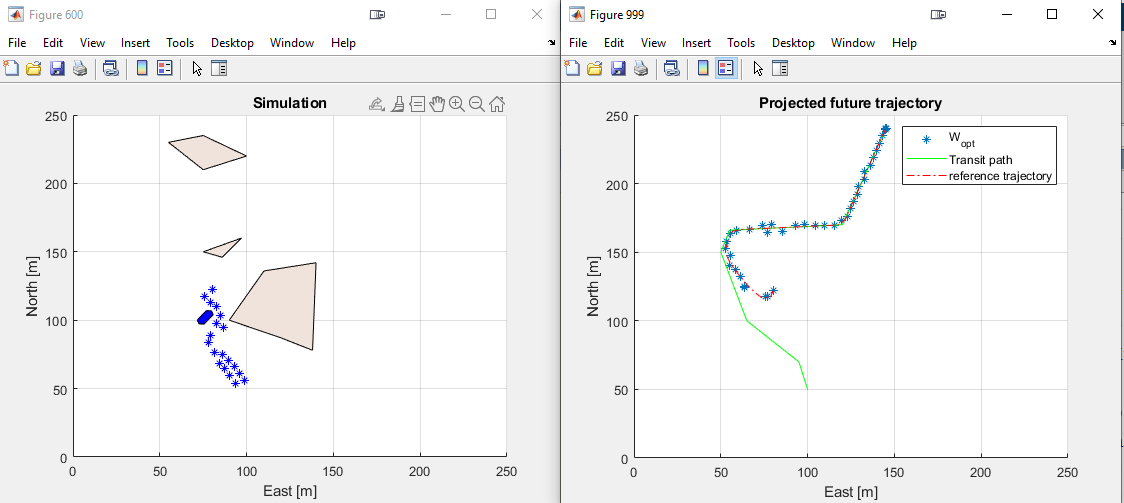 Figure 600
File Edit View Insert Tools Desktop Window Help
Simulation
250
200
150
100
50
0
North [m]
0 50 100 150 200 250
East [m]
Figure 999
File Edit View Insert Tools Desktop Window Help
Projected future trajectory
250
200
150
100
50
0
North [m]
W_opt
Transit path
reference trajectory
0 50 100 150 200 250
East [m]